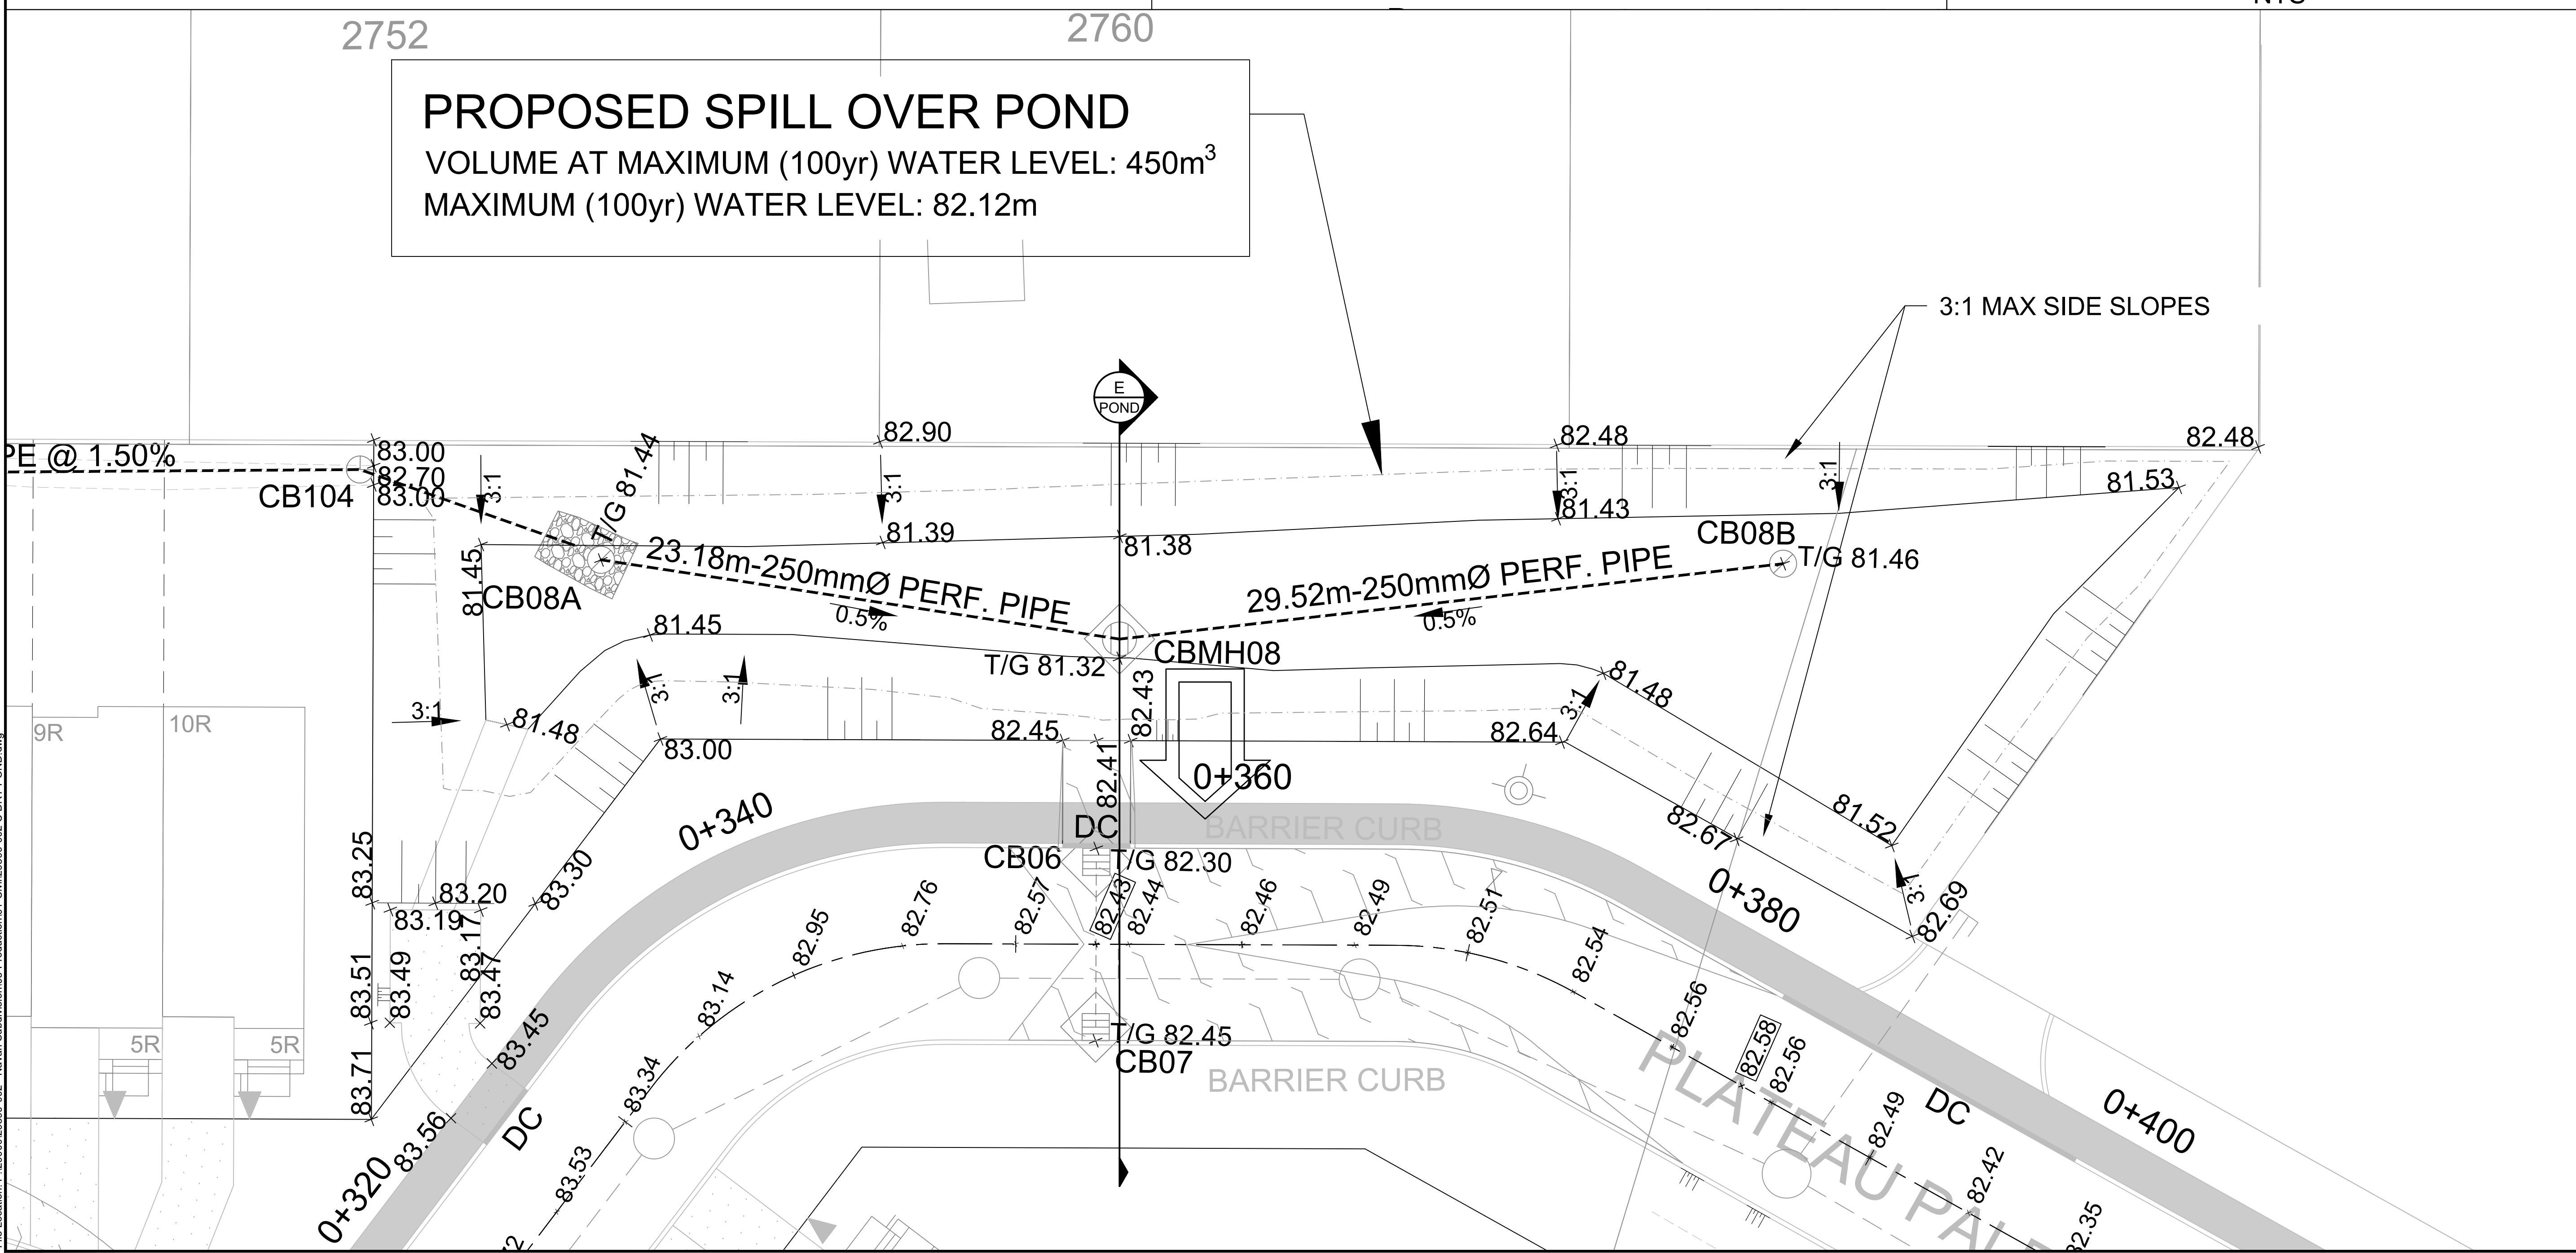 2752
2760
PROPOSED SPILL OVER POND
VOLUME AT MAXIMUM (100yr) WATER LEVEL: 450m³
MAXIMUM (100yr) WATER LEVEL: 82.12m
3:1 MAX SIDE SLOPES
E
POND
PE @ 1.50%
83.00
82.70
83.00
CB104
3:1
T/G 81.44
82.90
3:1
81.39
81.38
82.48
3:1
81.43
3:1
82.48
81.53
CB08B
T/G 81.46
81.45
CB08A
23.18m-250mmØ PERF. PIPE
0.5%
29.52m-250mmØ PERF. PIPE
0.5%
81.45
T/G 81.32
CBMH08
3:1
3:1
3:1
81.48
83.00
82.45
82.43
82.41
82.64
3:1
81.48
0+360
82.67
81.52
3:1
82.69
9R
10R
0+340
DC
BARRIER CURB
CB06
T/G 82.30
83.25
83.20
83.19
83.17
83.30
83.51
83.49
83.47
83.45
83.71
83.56
5R
5R
DC
0+320
83.53
83.34
83.14
82.95
82.76
82.57
82.43
82.44
82.46
82.49
82.51
82.54
82.56
82.58
82.56
82.49
82.42
82.35
T/G 82.45
CB07
BARRIER CURB
0+380
DC
0+400
PLATEAU